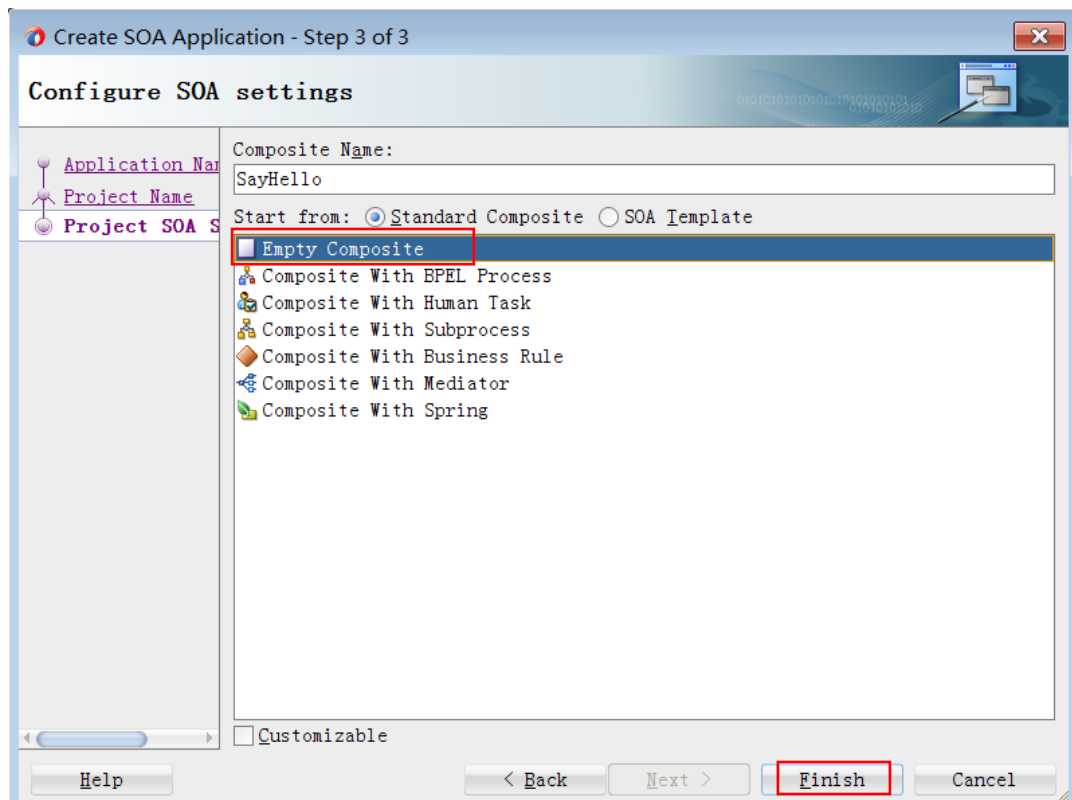 Create SOA Application - Step 3 of 3
Configure SOA settings
Application Nam
Project Name
Project SOA S
Composite Name:
SayHello
Start from: Standard Composite SOA Template
Empty Composite
Composite With BPEL Process
Composite With Human Task
Composite With Subprocess
Composite With Business Rule
Composite With Mediator
Composite With Spring
Customizable
Help < Back Next > Finish Cancel